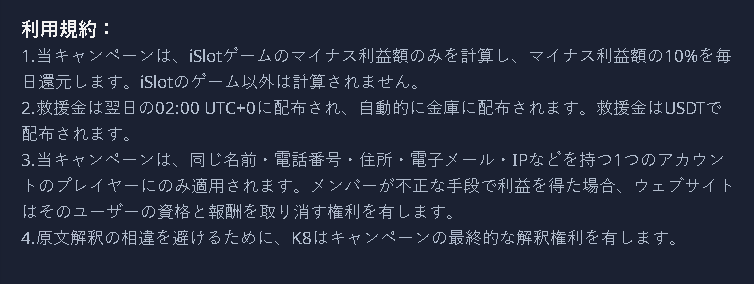 利用規約：
1.当キャンペーンは、iSlotゲームのマイナス利益額のみを計算し、マイナス利益額の10%を毎
日還元します。iSlotのゲーム以外は計算されません。
2.救援金は翌日の02:00 UTC+0に配布され、自動的に金庫に配布されます。救援金はUSDTで
配布されます。
3.当キャンペーンは、同じ名前・電話番号・住所・電子メール・IPなどを持つ1つのアカウン
トのプレイヤーにのみ適用されます。メンバーが不正な手段で利益を得た場合、ウェブサイト
はそのユーザーの資格と報酬を取り消す権利を有します。
4.原文解釈の相違を避けるために、K8はキャンペーンの最終的な解釈権利を有します。